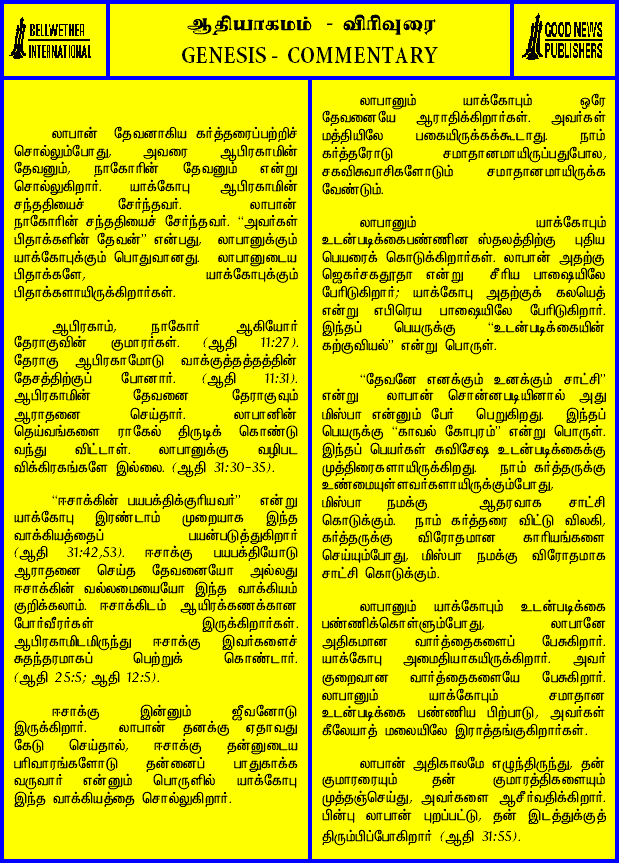 BELLWETHER
INTERNATIONAL
ஆதியாகமம் - விரிவுரை
GENESIS - COMMENTARY
GOOD NEWS
PUBLISHERS
லாபான் தேவனாகிய கர்த்தரைப்பற்றிச்
சொல்லும்போது, அவரை ஆபிரகாமின்
தேவனும், நாகோரின் தேவனும் என்று
சொல்லுகிறார். யாக்கோபு ஆபிரகாமின்
சந்ததியைச் சேர்ந்தவர். லாபான்
நாகோரின் சந்ததியைச் சேர்ந்தவர். "அவர்கள்
பிதாக்களின் தேவன்" என்பது, லாபானுக்கும்
யாக்கோபுக்கும் பொதுவானது. லாபானுடைய
பிதாக்களே, யாக்கோபுக்கும்
பிதாக்களாயிருக்கிறார்கள்.
ஆபிரகாம், நாகோர் ஆகியோர்
தேராகுவின் குமாரர்கள். (ஆதி 11:27).
தேராகு ஆபிரகாமோடு வாக்குத்தத்தத்தின்
தேசத்திற்குப் போனார். (ஆதி 11:31).
ஆபிரகாமின் தேவனை தேராகுவும்
ஆராதனை செய்தார். லாபானின்
தெய்வங்களை ராகேல் திருடிக் கொண்டு
வந்து விட்டாள். லாபானுக்கு வழிபட
விக்கிரகங்களே இல்லை. (ஆதி 31:30-35).
"ஈசாக்கின் பயபக்திக்குரியவர்" என்று
யாக்கோபு இரண்டாம் முறையாக இந்த
வாக்கியத்தைப் பயன்படுத்துகிறார்
(ஆதி 31:42,53). ஈசாக்கு பயபக்தியோடு
ஆராதனை செய்த தேவனையோ அல்லது
ஈசாக்கின் வல்லமையையோ இந்த வாக்கியம்
குறிக்கலாம். ஈசாக்கிடம் ஆயிரக்கணக்கான
போர்வீரர்கள் இருக்கிறார்கள்.
ஆபிரகாமிடமிருந்து ஈசாக்கு இவர்களைச்
சுதந்தரமாகப் பெற்றுக் கொண்டார்.
(ஆதி 25:5; ஆதி 12:5).
ஈசாக்கு இன்னும் ஜீவனோடு
இருக்கிறார். லாபான் தனக்கு ஏதாவது
கேடு செய்தால், ஈசாக்கு தன்னுடைய
பரிவாரங்களோடு தன்னைப் பாதுகாக்க
வருவார் என்னும் பொருளில் யாக்கோபு
இந்த வாக்கியத்தை சொல்லுகிறார்.
லாபானும் யாக்கோபும் ஒரே
தேவனையே ஆராதிக்கிறார்கள். அவர்கள்
மத்தியிலே பகையிருக்கக்கூடாது. நாம்
கர்த்தரோடு சமாதானமாயிருப்பதுபோல,
சகவிசுவாசிகளோடும் சமாதானமாயிருக்க
வேண்டும்.
லாபானும் யாக்கோபும்
உடன்படிக்கைபண்ணின ஸ்தலத்திற்கு புதிய
பெயரைக் கொடுக்கிறார்கள். லாபான் அதற்கு
ஜெகர்சகதூதா என்று சீரிய பாஷையிலே
பேரிடுகிறார்; யாக்கோபு அதற்குக் கலயெத்
என்று எபிரெய பாஷையிலே பேரிடுகிறார்.
இந்தப் பெயருக்கு "உடன்படிக்கையின்
கற்குவியல்" என்று பொருள்.
"தேவனே எனக்கும் உனக்கும் சாட்சி"
என்று லாபான் சொன்னபடியினால் அது
மிஸ்பா என்னும் பேர் பெறுகிறது. இந்தப்
பெயருக்கு "காவல் கோபுரம்" என்று பொருள்.
இந்தப் பெயர்கள் சுவிசேஷ உடன்படிக்கைக்கு
முத்திரைகளாயிருக்கிறது. நாம் கர்த்தருக்கு
உண்மையுள்ளவர்களாயிருக்கும்போது,
மிஸ்பா நமக்கு ஆதரவாக சாட்சி
கொடுக்கும். நாம் கர்த்தரை விட்டு விலகி,
கர்த்தருக்கு விரோதமான காரியங்களை
செய்யும்போது, மிஸ்பா நமக்கு விரோதமாக
சாட்சி கொடுக்கும்.
லாபானும் யாக்கோபும் உடன்படிக்கை
பண்ணிக்கொள்ளும்போது, லாபானே
அதிகமான வார்த்தைகளைப் பேசுகிறார்.
யாக்கோபு அமைதியாகயிருக்கிறார். அவர்
குறைவான வார்த்தைகளையே பேசுகிறார்.
லாபானும் யாக்கோபும் சமாதான
உடன்படிக்கை பண்ணிய பிற்பாடு, அவர்கள்
கீலேயாத் மலையிலே இராத்தங்குகிறார்கள்.
லாபான் அதிகாலமே எழுந்திருந்து, தன்
குமாரரையும் தன் குமாரத்திகளையும்
முத்தஞ்செய்து, அவர்களை ஆசீர்வதிக்கிறார்.
பின்பு லாபான் புறப்பட்டு, தன் இடத்துக்குத்
திரும்பிப்போகிறார் (ஆதி 31:55).